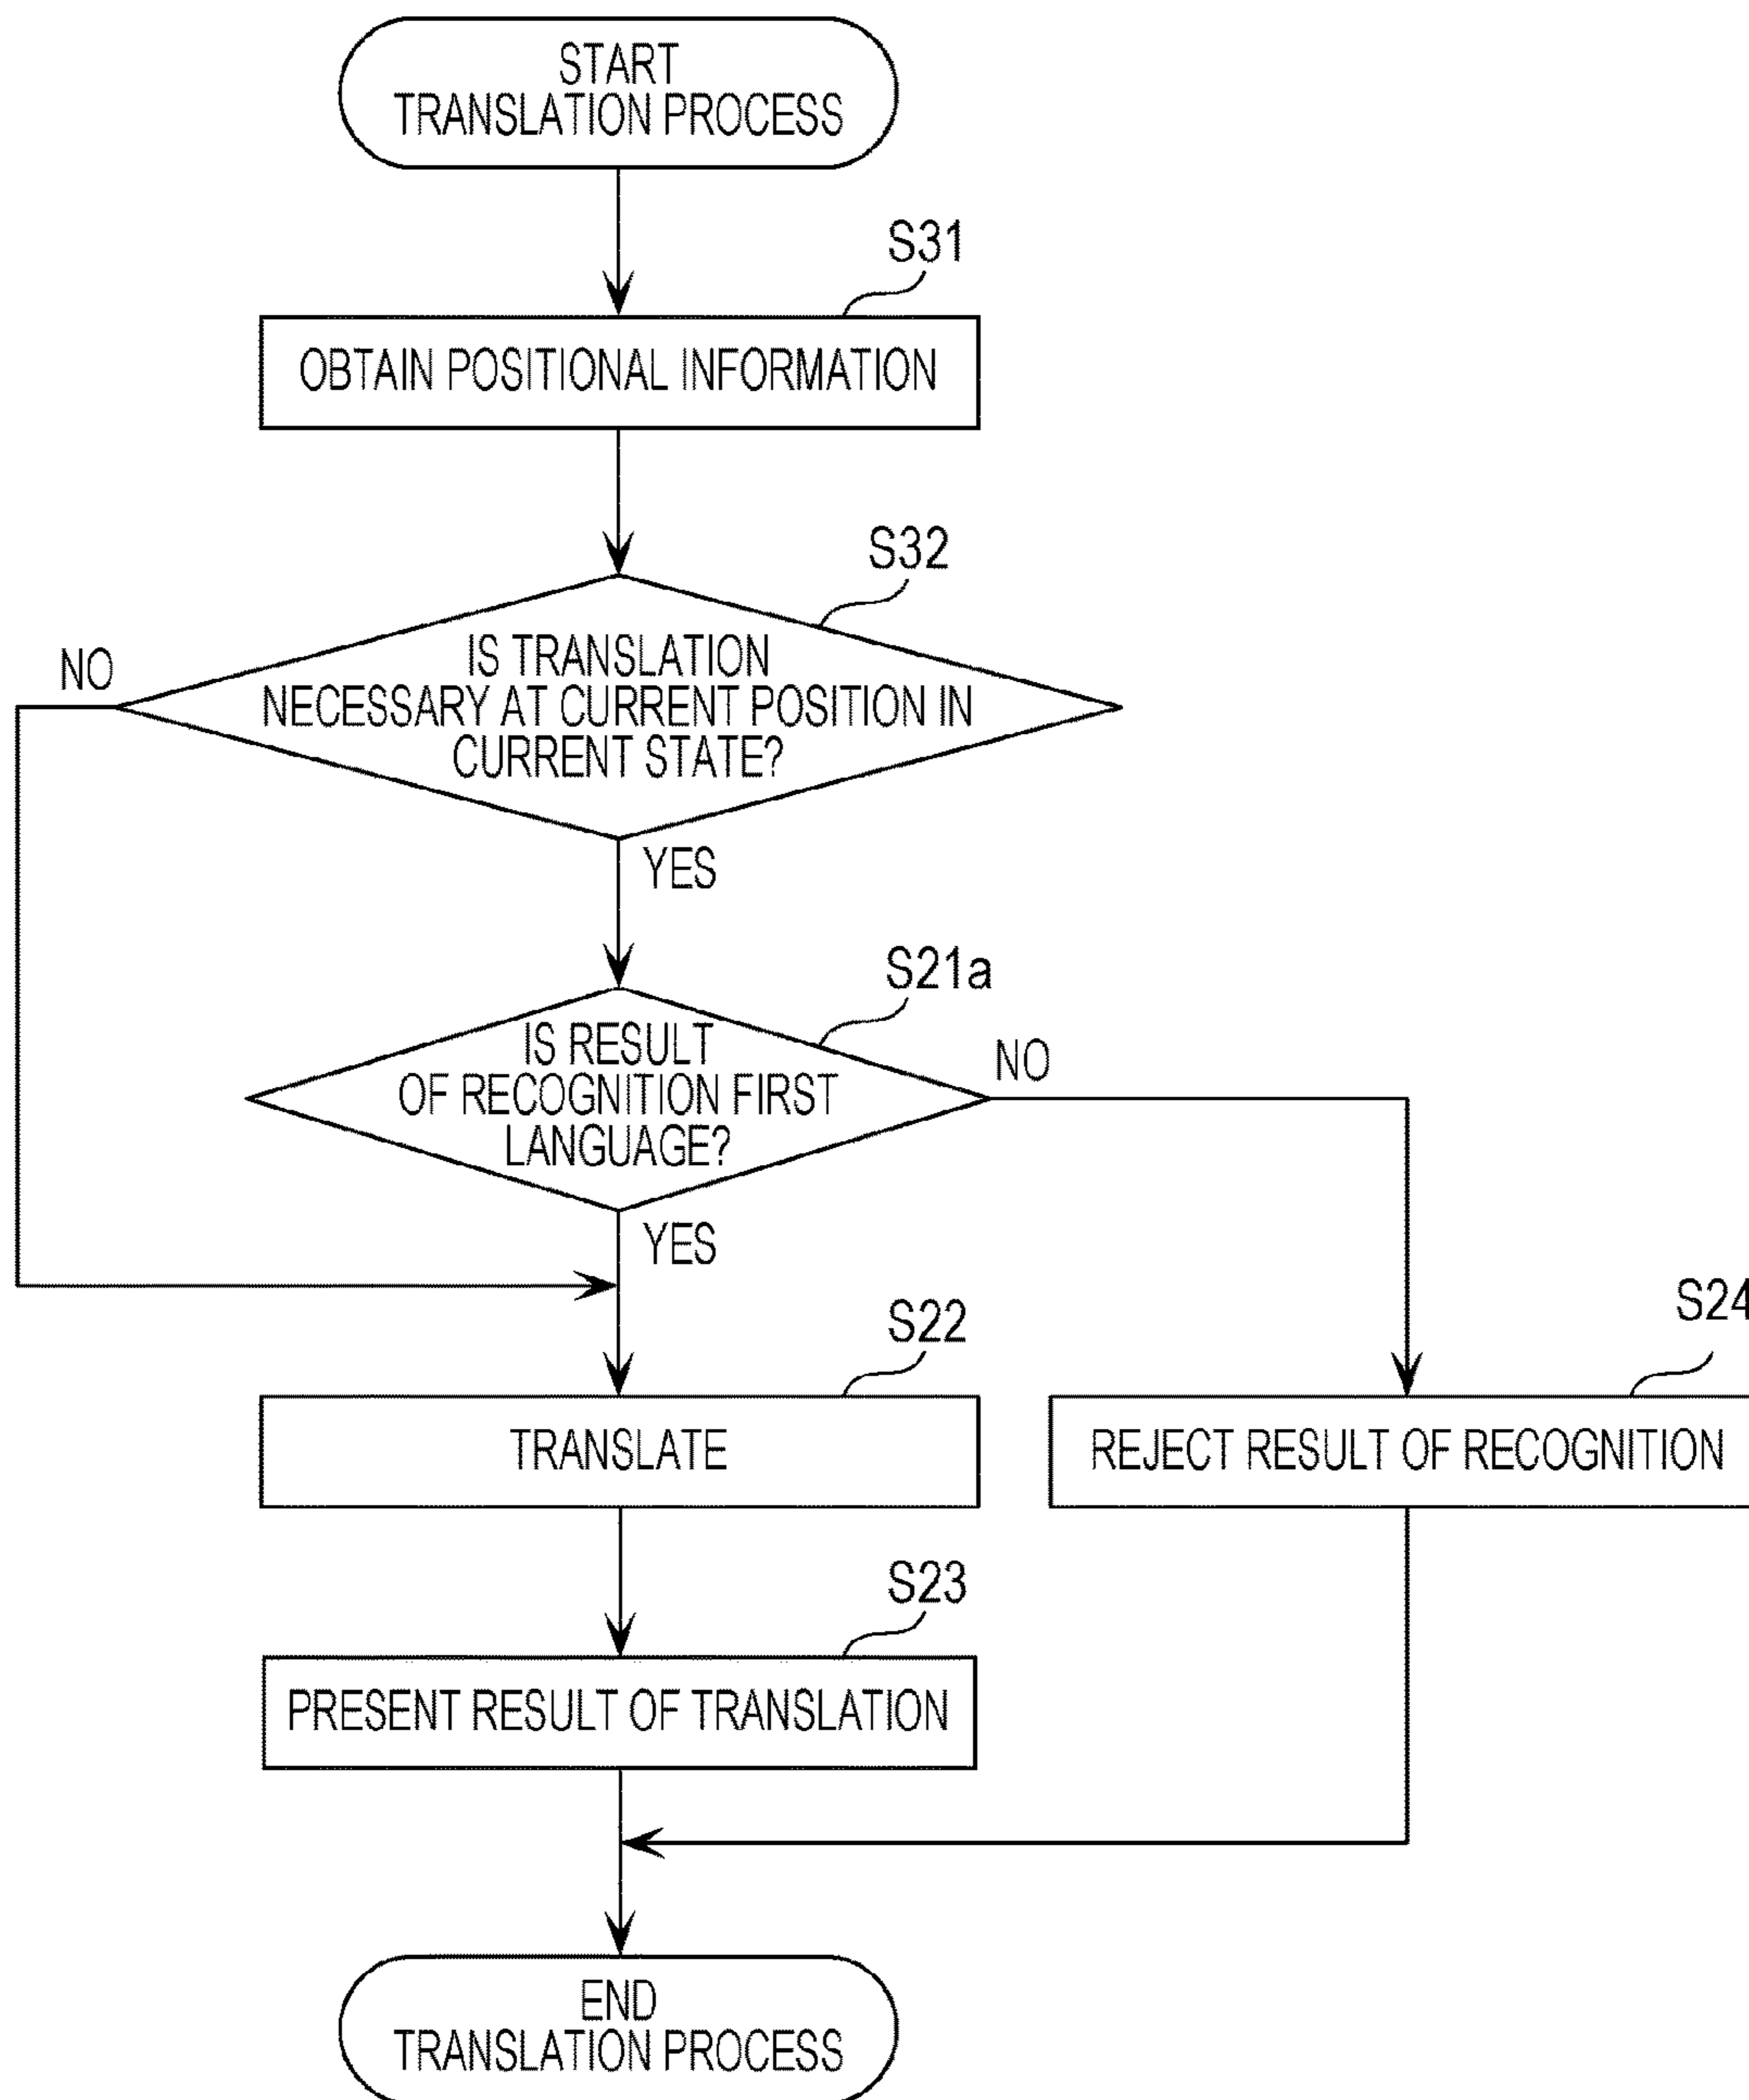 START
TRANSLATION PROCESS
S31
OBTAIN POSITIONAL INFORMATION
S32
NO
IS TRANSLATION
NECESSARY AT CURRENT POSITION IN
CURRENT STATE?
YES
S21a
IS RESULT
OF RECOGNITION FIRST
LANGUAGE?
NO
YES
S22
S24
TRANSLATE
REJECT RESULT OF RECOGNITION
S23
PRESENT RESULT OF TRANSLATION
END
TRANSLATION PROCESS